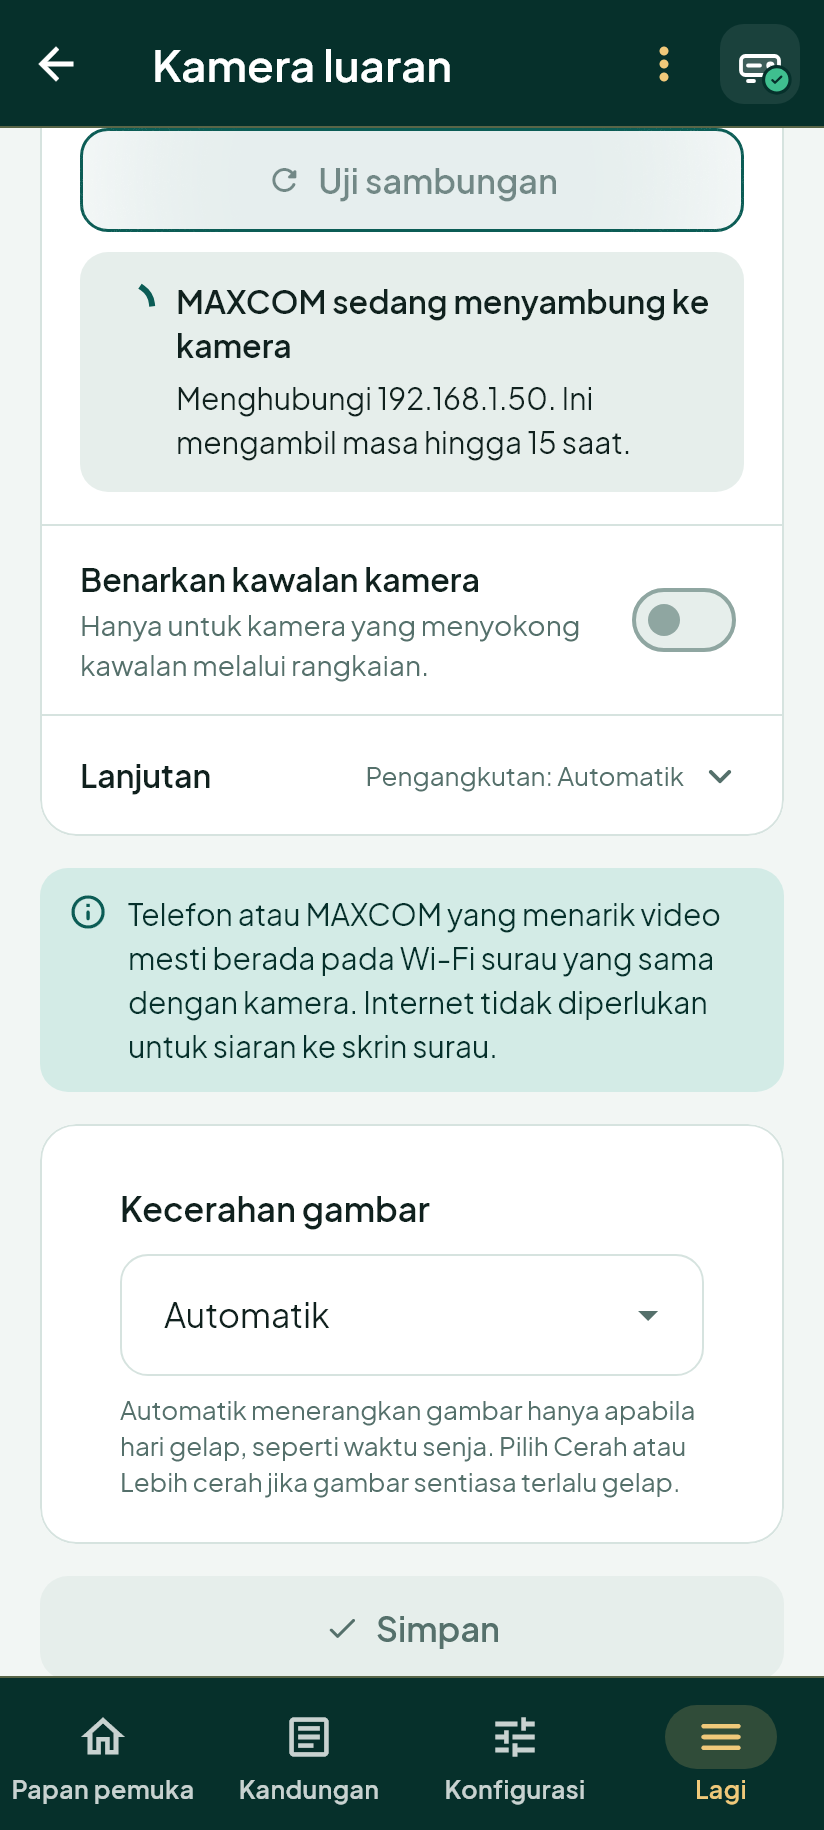 Kamera luaran
Uji sambungan
MAXCOM sedang menyambung ke
kamera
Menghubungi 192.168.1.50. Ini
mengambil masa hingga 15 saat.
Benarkan kawalan kamera
Hanya untuk kamera yang menyokong
kawalan melalui rangkaian.
Lanjutan
Pengangkutan: Automatik
Telefon atau MAXCOM yang menarik video
mesti berada pada Wi-Fi surau yang sama
dengan kamera. Internet tidak diperlukan
untuk siaran ke skrin surau.
Kecerahan gambar
Automatik
Automatik menerangkan gambar hanya apabila
hari gelap, seperti waktu senja. Pilih Cerah atau
Lebih cerah jika gambar sentiasa terlalu gelap.
Simpan
Papan pemuka
Kandungan
Konfigurasi
Lagi